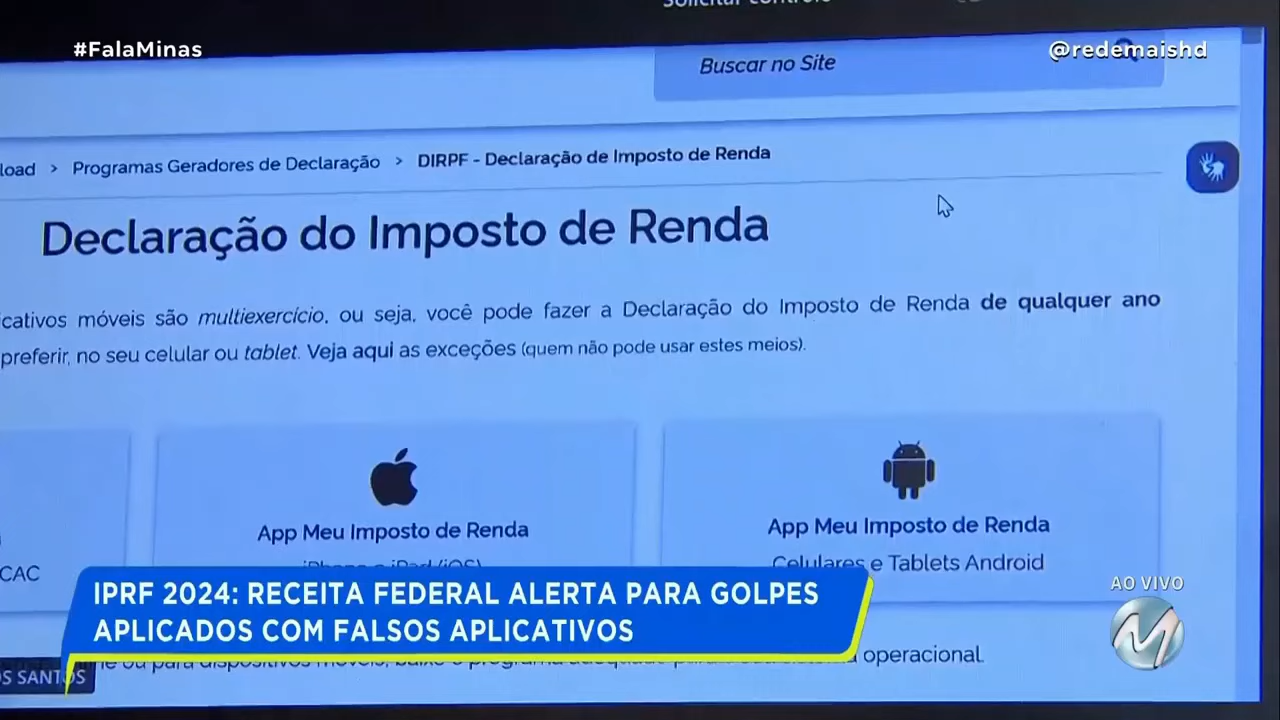 #FalaMinas
@redemaishd
Buscar no Site
load > Programas Geradores de Declaração > DIRPF - Declaração de Imposto de Renda
Declaração do Imposto de Renda
icativos móveis são multiexercício, ou seja, você pode fazer a Declaração do Imposto de Renda de qualquer ano
preferir, no seu celular ou tablet. Veja aqui as exceções (quem não pode usar estes meios).
App Meu Imposto de Renda
App Meu Imposto de Renda
Celulares e Tablets Android
CAC
AO VIVO
IPRF 2024: RECEITA FEDERAL ALERTA PARA GOLPES
APLICADOS COM FALSOS APLICATIVOS
operacional.
OS SANTOS